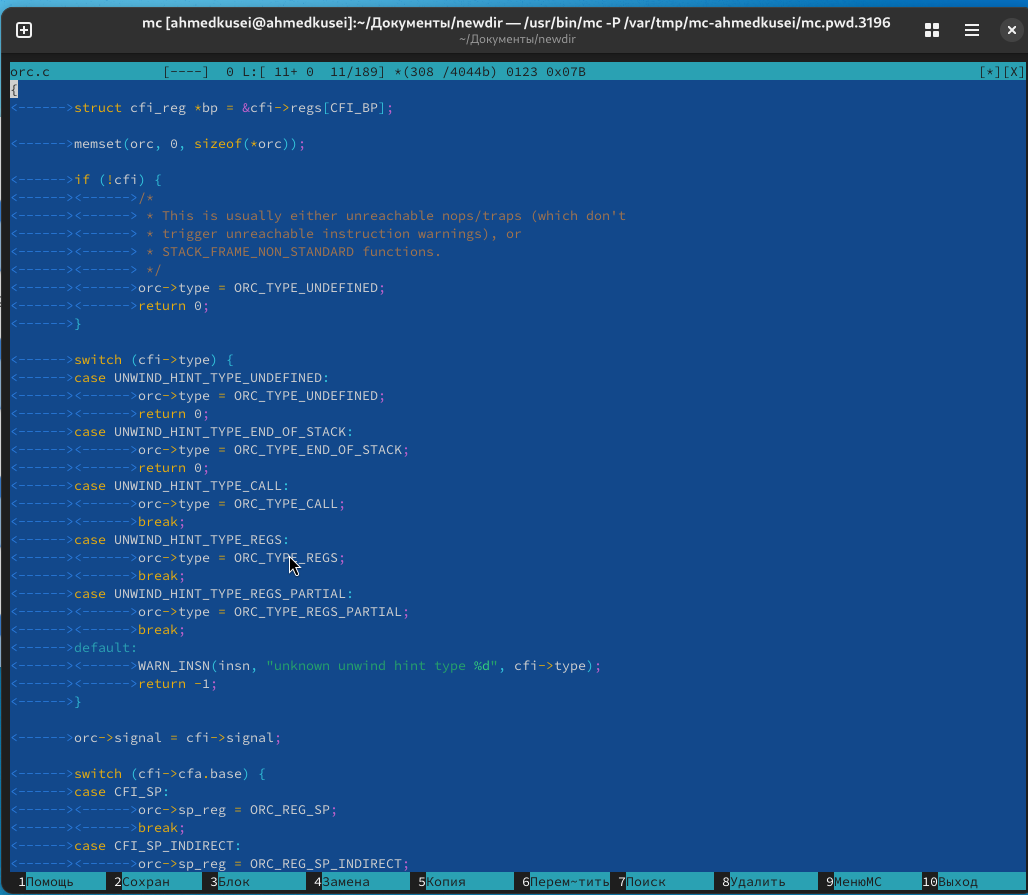 mc [ahmedkusei@ahmedkusei]:~/Документы/newdir — /usr/bin/mc -P /var/tmp/mc-ahmedkusei/mc.pwd.3196
~/Документы/newdir
orc.c [----] 0 L:[ 11+ 0 11/189] *(308 /4044b) 0123 0x07B [*][X]
{
<------>struct cfi_reg *bp = &cfi->regs[CFI_BP];
<------>memset(orc, 0, sizeof(*orc));
<------>if (!cfi) {
<------><------>/*
<------><------> * This is usually either unreachable nops/traps (which don't
<------><------> * trigger unreachable instruction warnings), or
<------><------> * STACK_FRAME_NON_STANDARD functions.
<------><------> */
<------><------>orc->type = ORC_TYPE_UNDEFINED;
<------><------>return 0;
<------>}
<------>switch (cfi->type) {
<------>case UNWIND_HINT_TYPE_UNDEFINED:
<------><------>orc->type = ORC_TYPE_UNDEFINED;
<------><------>return 0;
<------>case UNWIND_HINT_TYPE_END_OF_STACK:
<------><------>orc->type = ORC_TYPE_END_OF_STACK;
<------><------>return 0;
<------>case UNWIND_HINT_TYPE_CALL:
<------><------>orc->type = ORC_TYPE_CALL;
<------><------>break;
<------>case UNWIND_HINT_TYPE_REGS:
<------><------>orc->type = ORC_TYPE_REGS;
<------><------>break;
<------>case UNWIND_HINT_TYPE_REGS_PARTIAL:
<------><------>orc->type = ORC_TYPE_REGS_PARTIAL;
<------><------>break;
<------>default:
<------><------>WARN_INSN(insn, "unknown unwind hint type %d", cfi->type);
<------><------>return -1;
<------>}
<------>orc->signal = cfi->signal;
<------>switch (cfi->cfa.base) {
<------>case CFI_SP:
<------><------>orc->sp_reg = ORC_REG_SP;
<------><------>break;
<------>case CFI_SP_INDIRECT:
<------><------>orc->sp_reg = ORC_REG_SP_INDIRECT;
1Помощь 2Сохран 3Блок 4Замена 5Копия 6Перем~тить 7Поиск 8Удалить 9МенюMC 10Выход